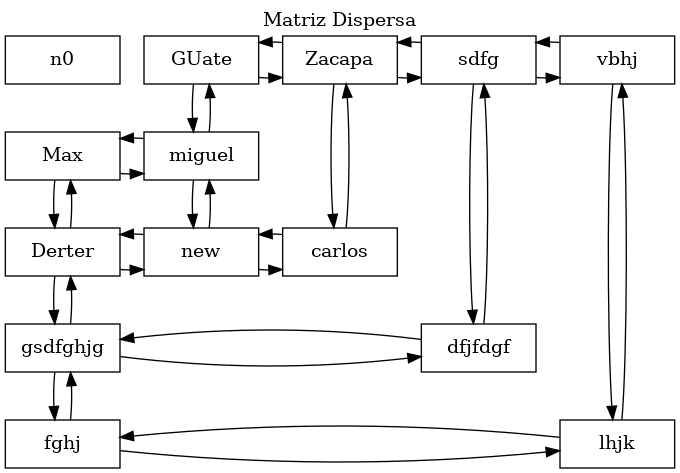 Matriz Dispersa
n0 GUate Zacapa sdfg vbhj
Max miguel
Derter new carlos
gsdfghjg dfjfdgf
fghj lhjk